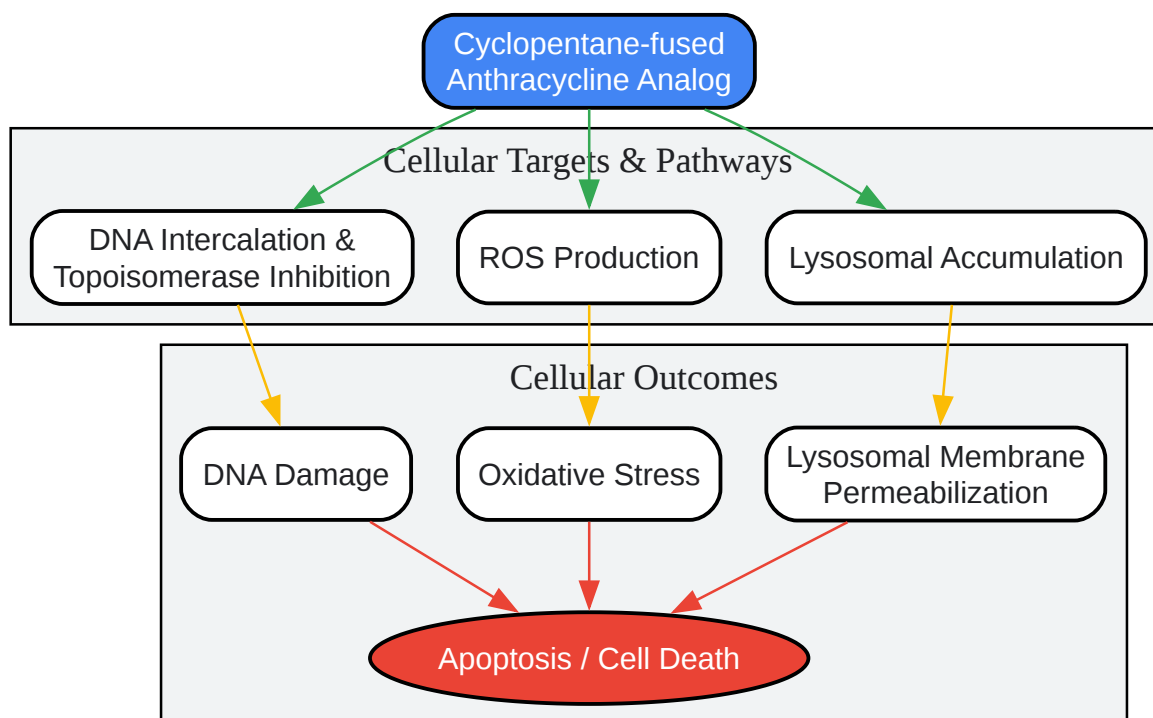 Cyclopentane-fused
Anthracycline Analog
Cellular Targets & Pathways
DNA Intercalation &
Topoisomerase Inhibition
ROS Production
Lysosomal Accumulation
Cellular Outcomes
DNA Damage
Oxidative Stress
Lysosomal Membrane
Permeabilization
Apoptosis / Cell Death